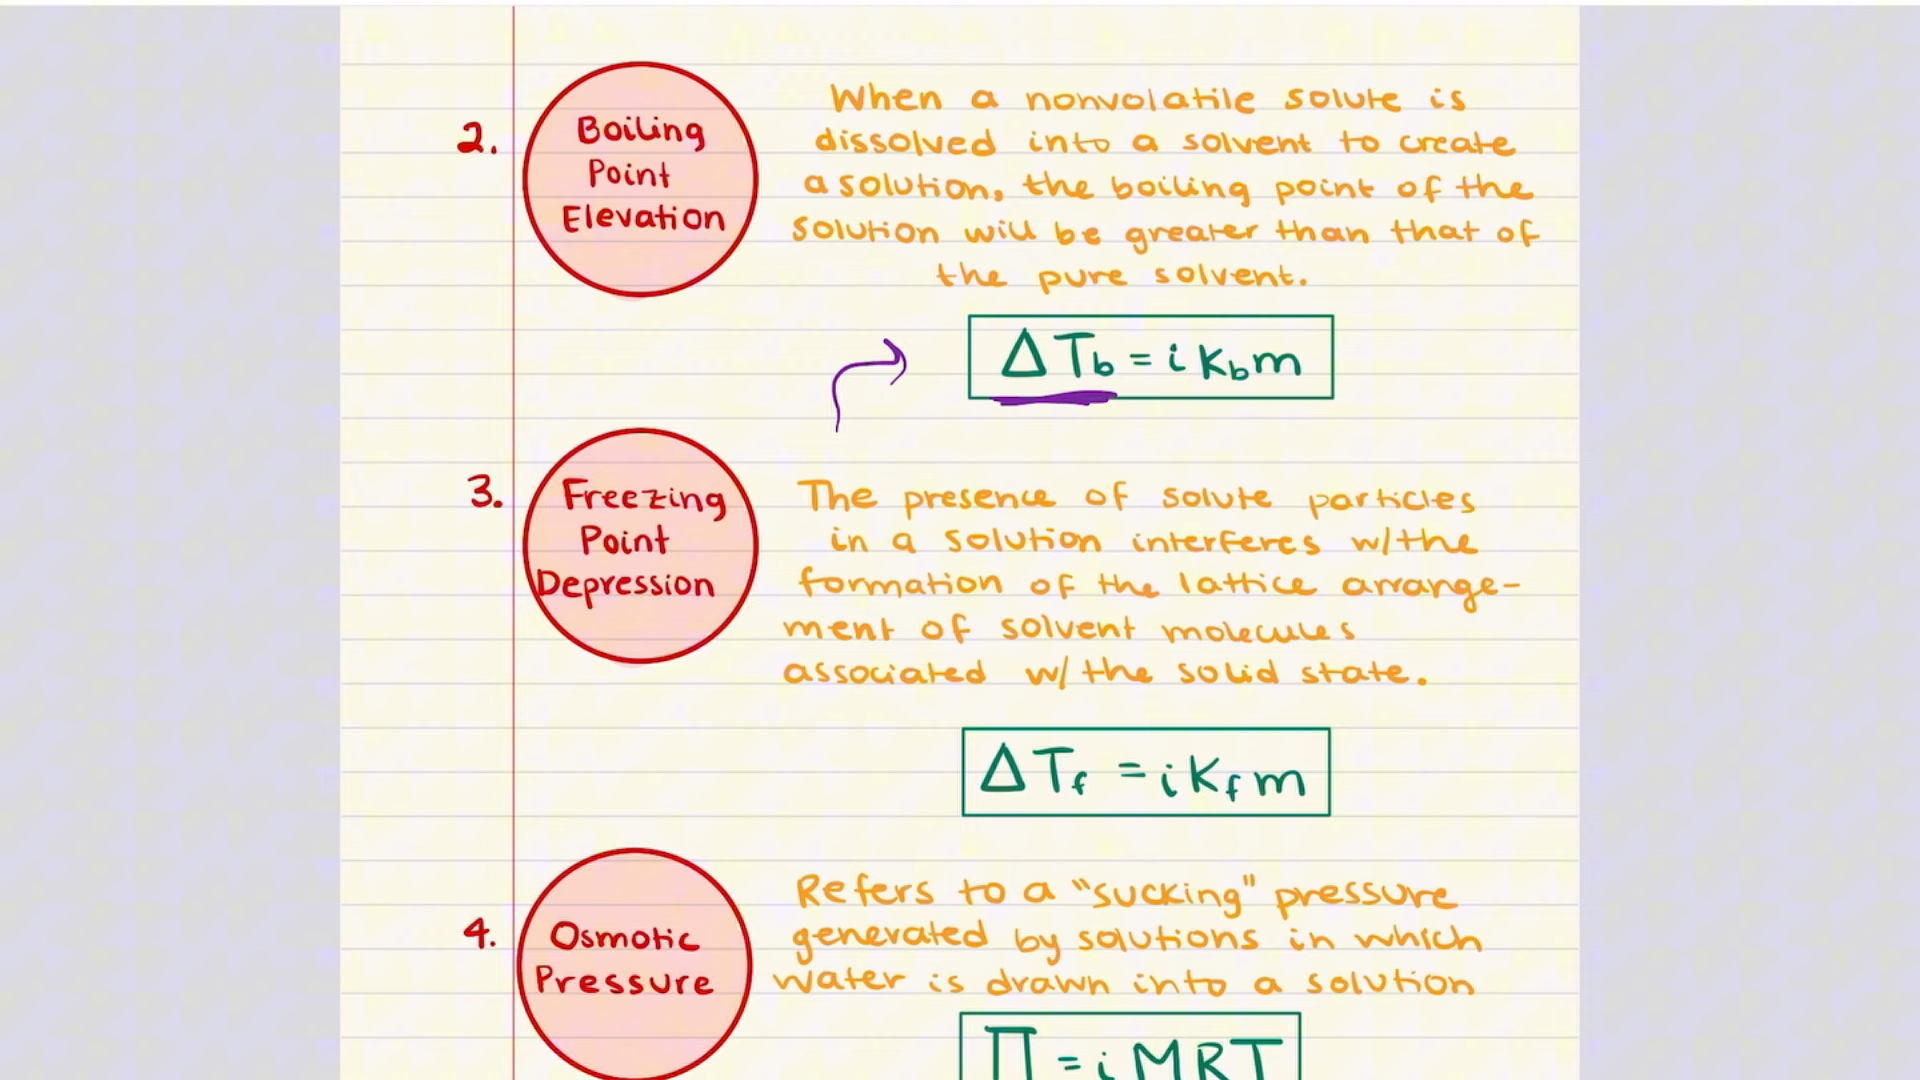 2.
Boiling
Point
Elevation
When a nonvolatile solute is
dissolved into a solvent to create
a solution, the boiling point of the
solution will be greater than that of
the pure solvent.
ΔTb = i Kb m
3.
Freezing
Point
Depression
The presence of solute particles
in a solution interferes w/the
formation of the lattice arrange-
ment of solvent molecules
associated w/ the solid state.
ΔTf = i Kf m
4.
Osmotic
Pressure
Refers to a "sucking" pressure
generated by solutions in which
water is drawn into a solution
Π = i MRT